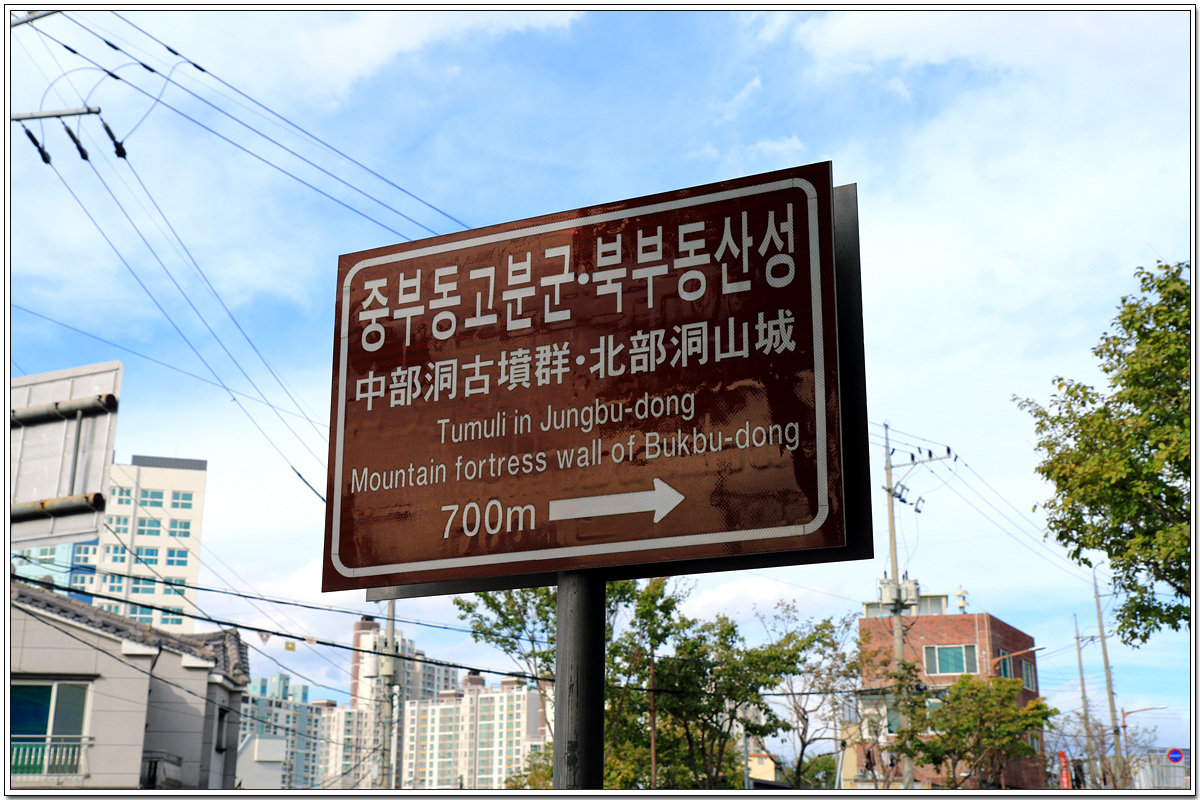 중부동고분군·북부동산성
中部洞古墳群·北部洞山城
Tumuli in Jungbu-dong
Mountain fortress wall of Bukbu-dong
700m